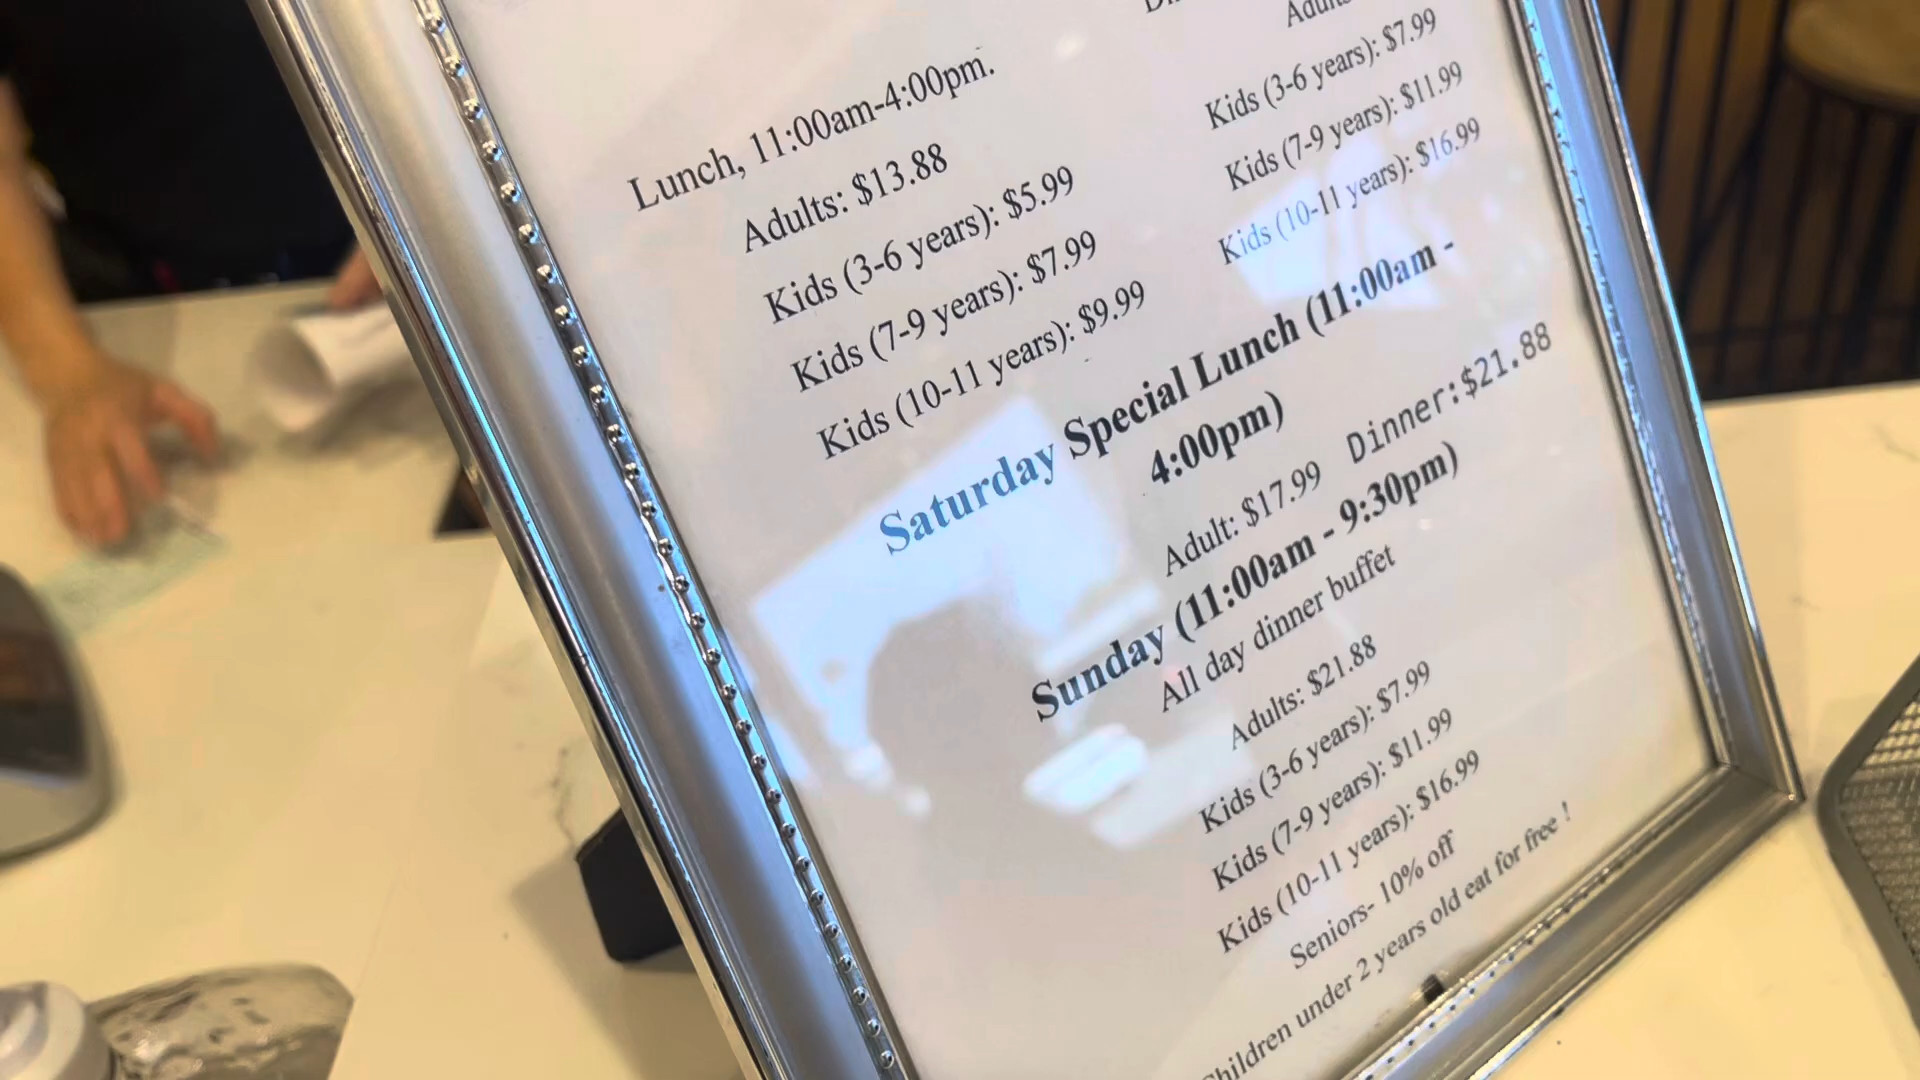 Lunch, 11:00am-4:00pm.
Adults: $13.88
Kids (3-6 years): $5.99
Kids (7-9 years): $7.99
Kids (10-11 years): $9.99
Kids (3-6 years): $7.99
Kids (7-9 years): $11.99
Kids (10-11 years): $16.99
Saturday Special Lunch (11:00am -
4:00pm)
Adult: $17.99 Dinner:$21.88
Sunday (11:00am - 9:30pm)
All day dinner buffet
Adults: $21.88
Kids (3-6 years): $7.99
Kids (7-9 years): $11.99
Kids (10-11 years): $16.99
Seniors- 10% off
Children under 2 years old eat for free !